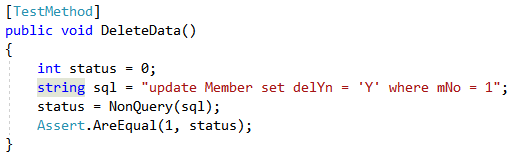 [TestMethod]
public void DeleteData()
{
int status = 0;
string sql = "update Member set delYn = 'Y' where mNo = 1";
status = NonQuery(sql);
Assert.AreEqual(1, status);
}